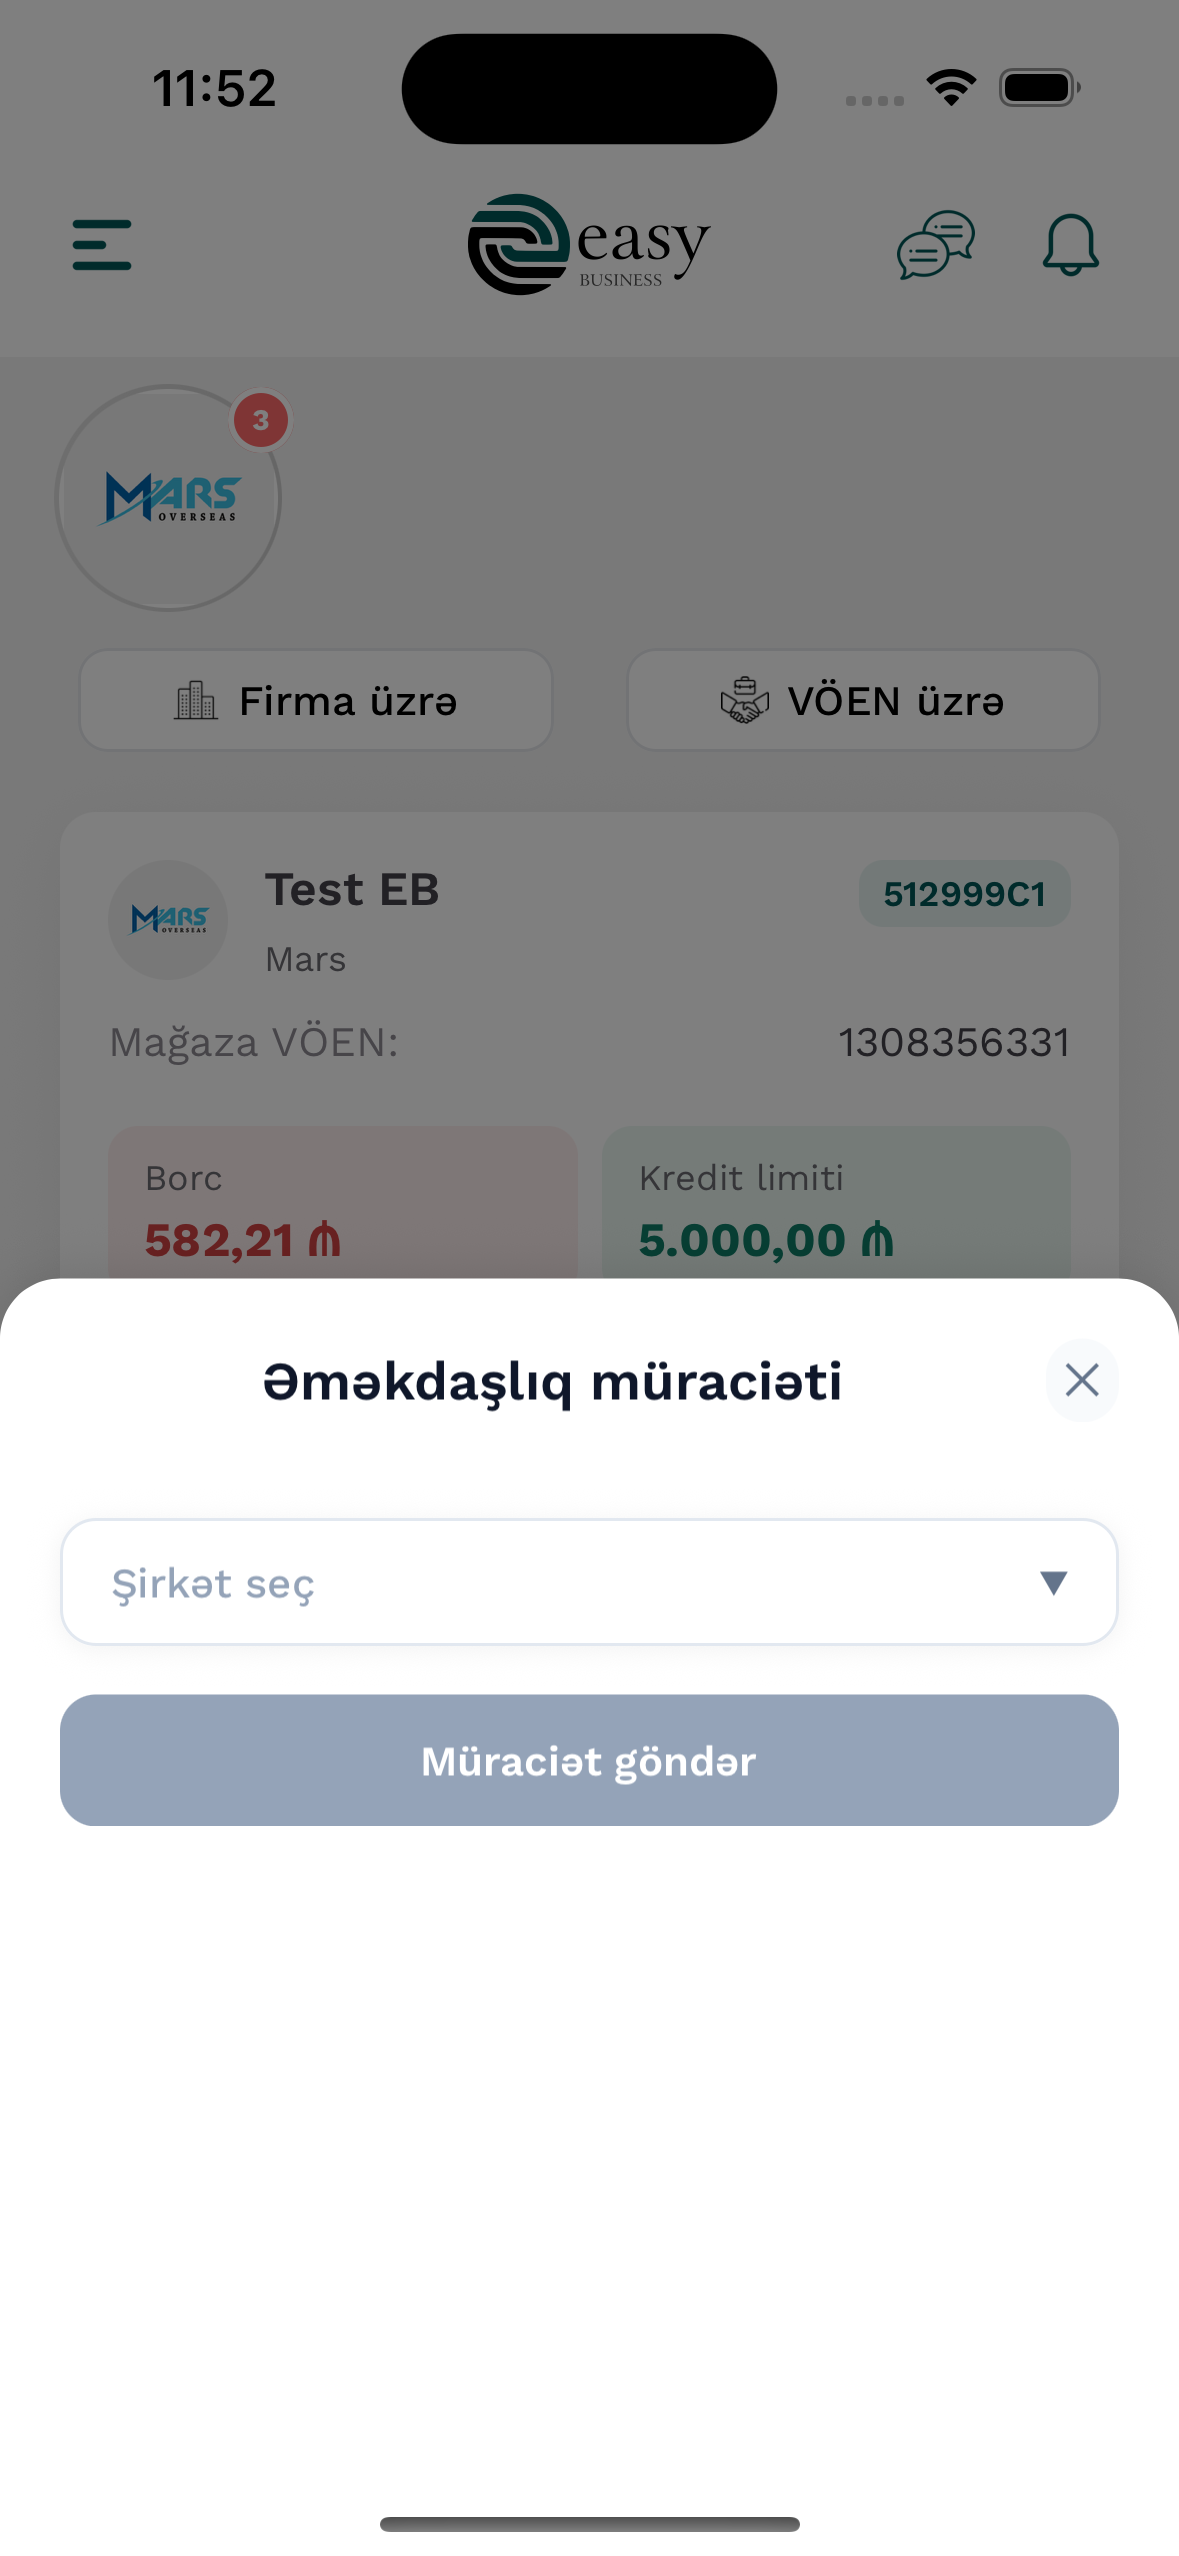 11:52
easy
BUSINESS
3
MARS
OVERSEAS
Firma üzrə
VÖEN üzrə
MARS
OVERSEAS
Test EB
512999C1
Mars
Mağaza VÖEN:
1308356331
Borc
Kredit limiti
582,21 ₼
5.000,00 ₼
Əməkdaşlıq müraciəti
Şirkət seç
Müraciət göndər